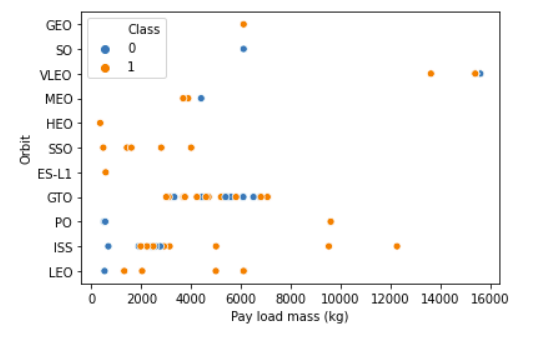 Class
0
1
GEO
SO
VLEO
MEO
HEO
SSO
ES-L1
GTO
PO
ISS
LEO
Orbit
0 2000 4000 6000 8000 10000 12000 14000 16000
Pay load mass (kg)